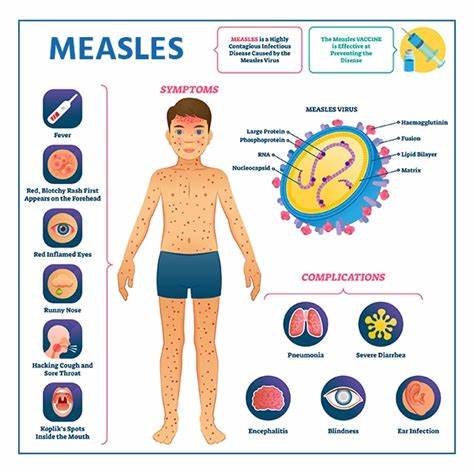 MEASLES
MEASLES is a Highly
Contagious Infectious
Disease Caused by the
Measles Virus
The Measles VACCINE
is Effective at
Preventing the
Disease
SYMPTOMS
Fever
Red, Blotchy Rash First
Appears on the Forehead
Red Inflamed Eyes
Runny Nose
Hacking Cough and
Sore Throat
Koplik's Spots
Inside the Mouth
MEASLES VIRUS
Large Protein
Phosphoprotein
RNA
Nucleocapsid
Haemagglutinin
Fusion
Lipid Bilayer
Matrix
COMPLICATIONS
Pneumonia
Severe Diarrhea
Encephalitis
Blindness
Ear Infection